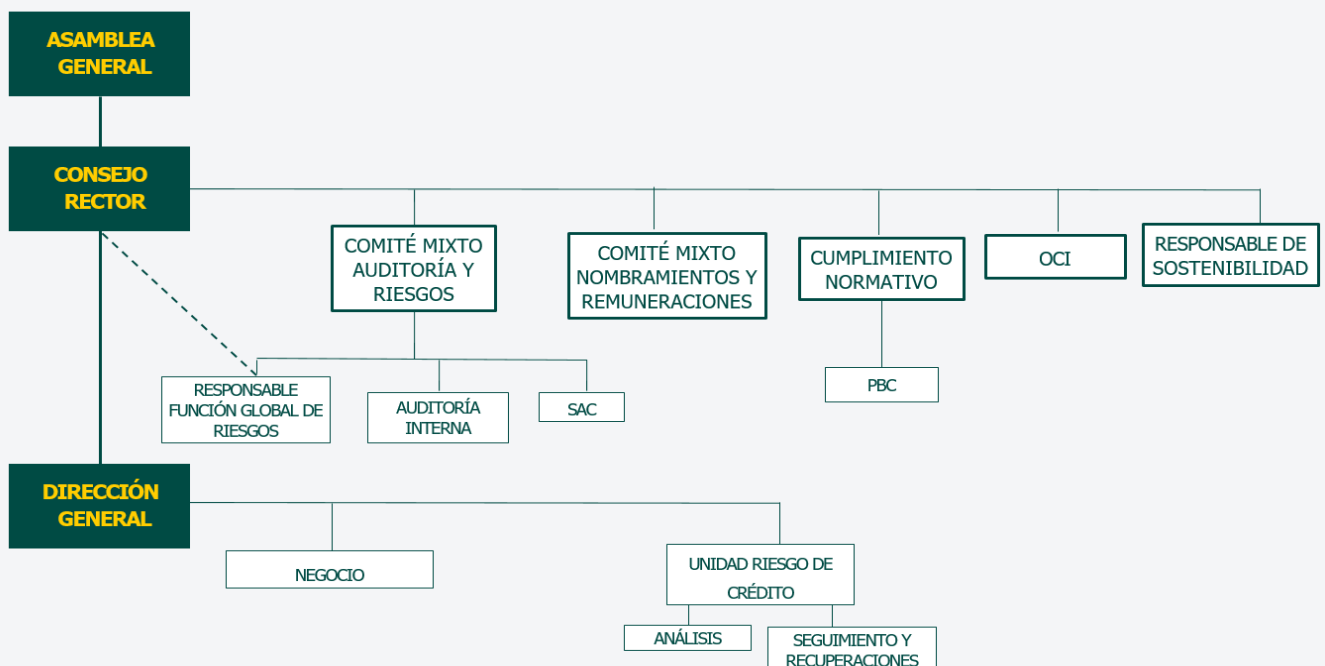 ASAMBLEA
GENERAL
CONSEJO
RECTOR
COMITÉ MIXTO
AUDITORÍA Y
RIESGOS
COMITÉ MIXTO
NOMBRAMIENTOS Y
REMUNERACIONES
CUMPLIMIENTO
NORMATIVO
OCI
RESPONSABLE DE
SOSTENIBILIDAD
RESPONSABLE
FUNCIÓN GLOBAL DE
RIESGOS
AUDITORÍA
INTERNA
SAC
PBC
DIRECCIÓN
GENERAL
NEGOCIO
UNIDAD RIESGO DE
CRÉDITO
ANÁLISIS
SEGUIMIENTO Y
RECUPERACIONES